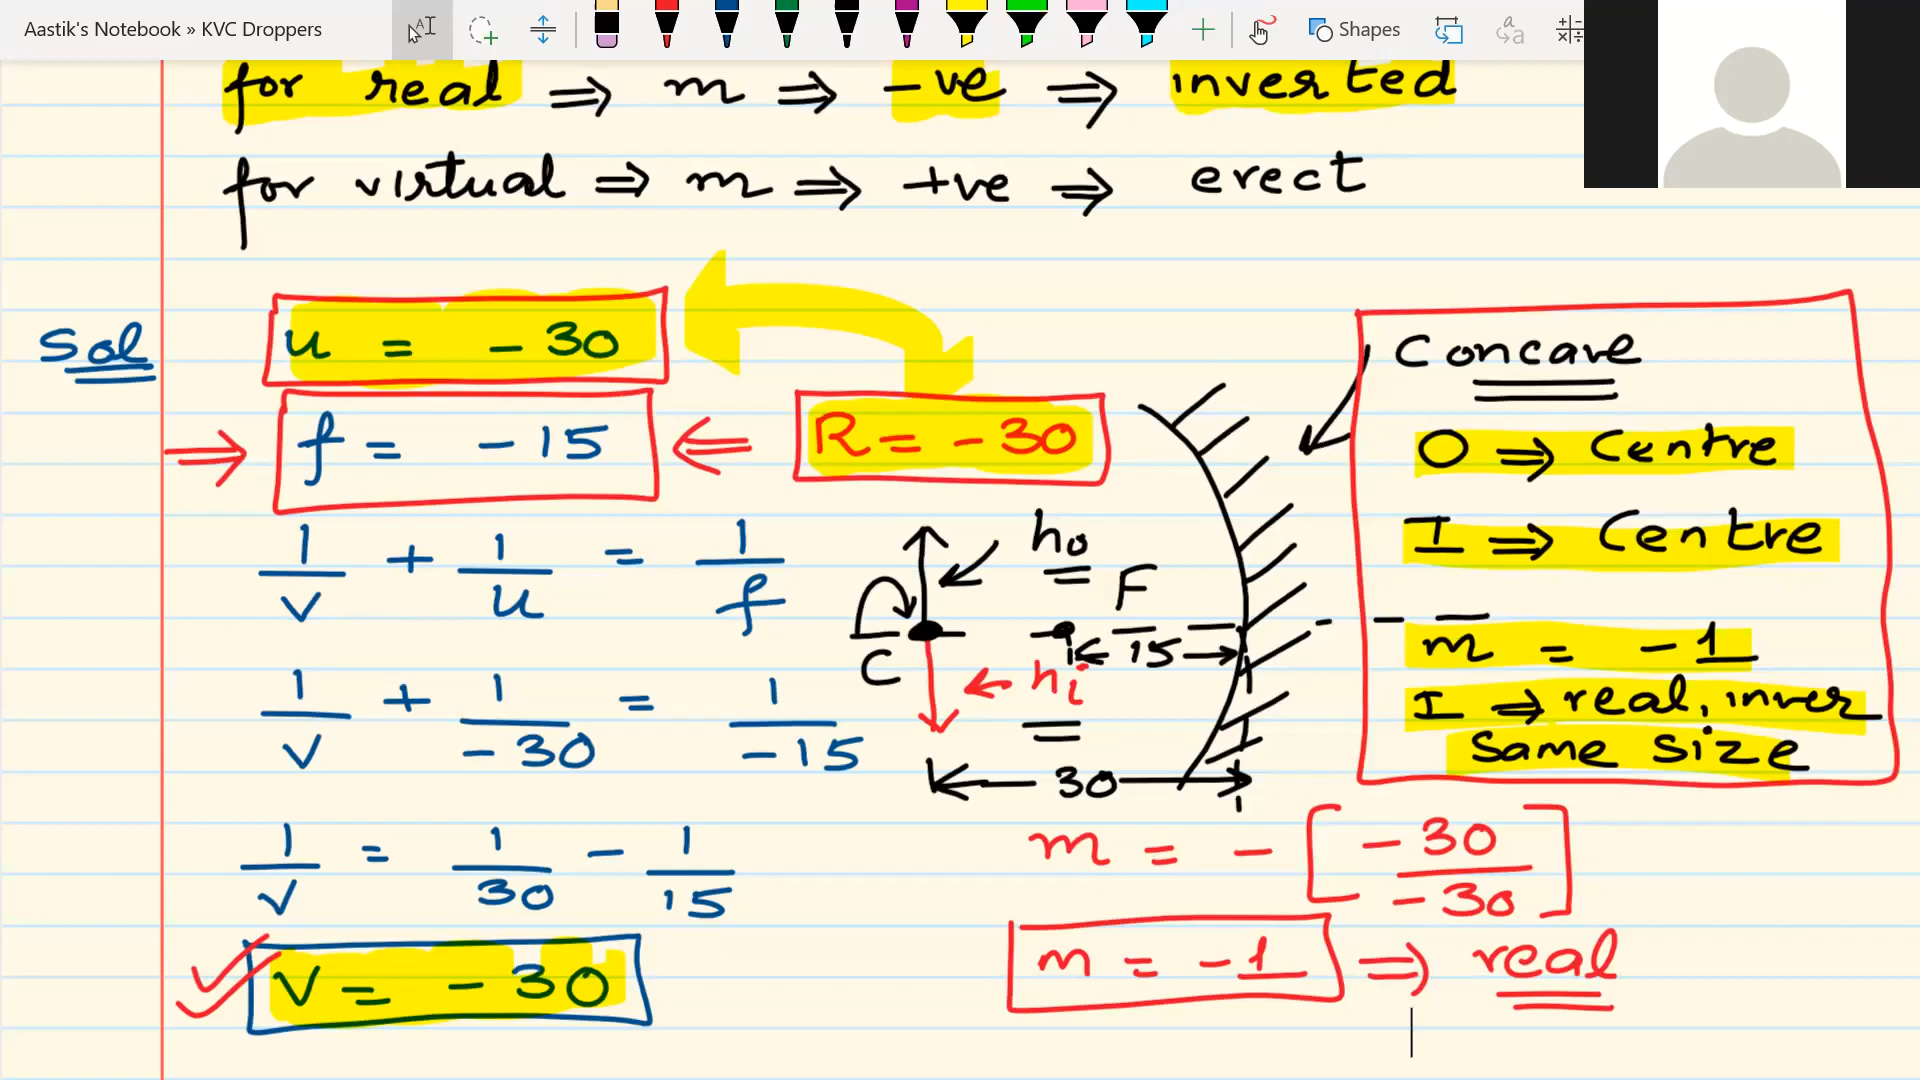 Aastik's Notebook » KVC Droppers
Shapes
for real ⇒ m ⇒ -ve ⇒ inverted
for virtual ⇒ m ⇒ +ve ⇒ erect
Sol
u = - 30
⇒ f = - 15 ⇐ R = - 30
1/v + 1/u = 1/f
1/v + 1/-30 = 1/-15
1/v = 1/30 - 1/15
v = - 30
ho
F
C
15
hi
30
Concave
O ⇒ Centre
I ⇒ Centre
m = - 1
I ⇒ real, inver
Same size
m = - [ -30/-30 ]
m = - 1 ⇒ real